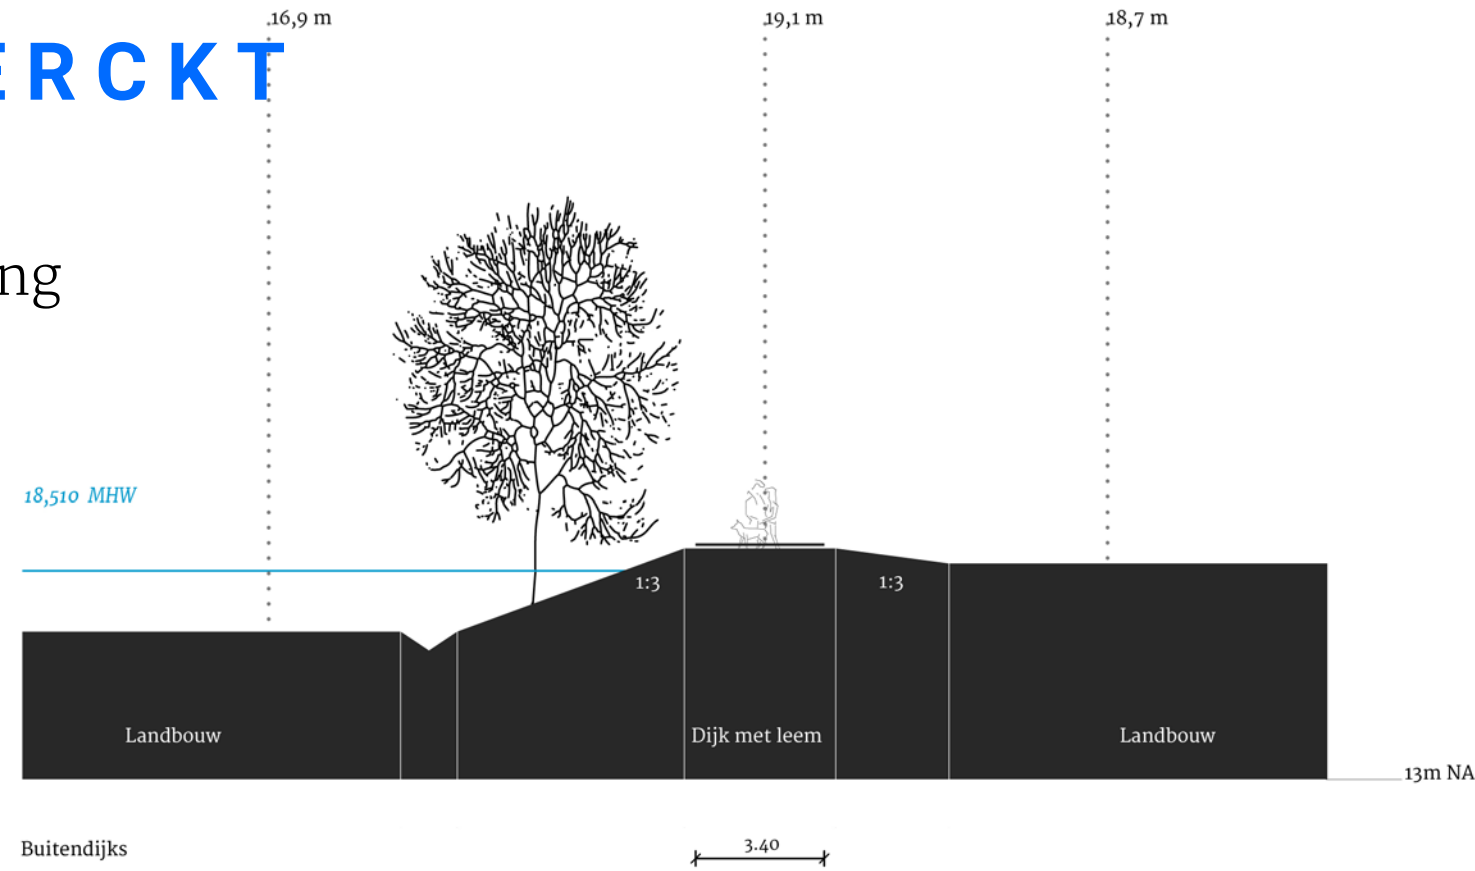 16,9 m
19,1 m
18,7 m
ERCKT
ng
18,510 MHW
1:3
1:3
Landbouw
Dijk met leem
Landbouw
13m NA
Buitendijks
3.40